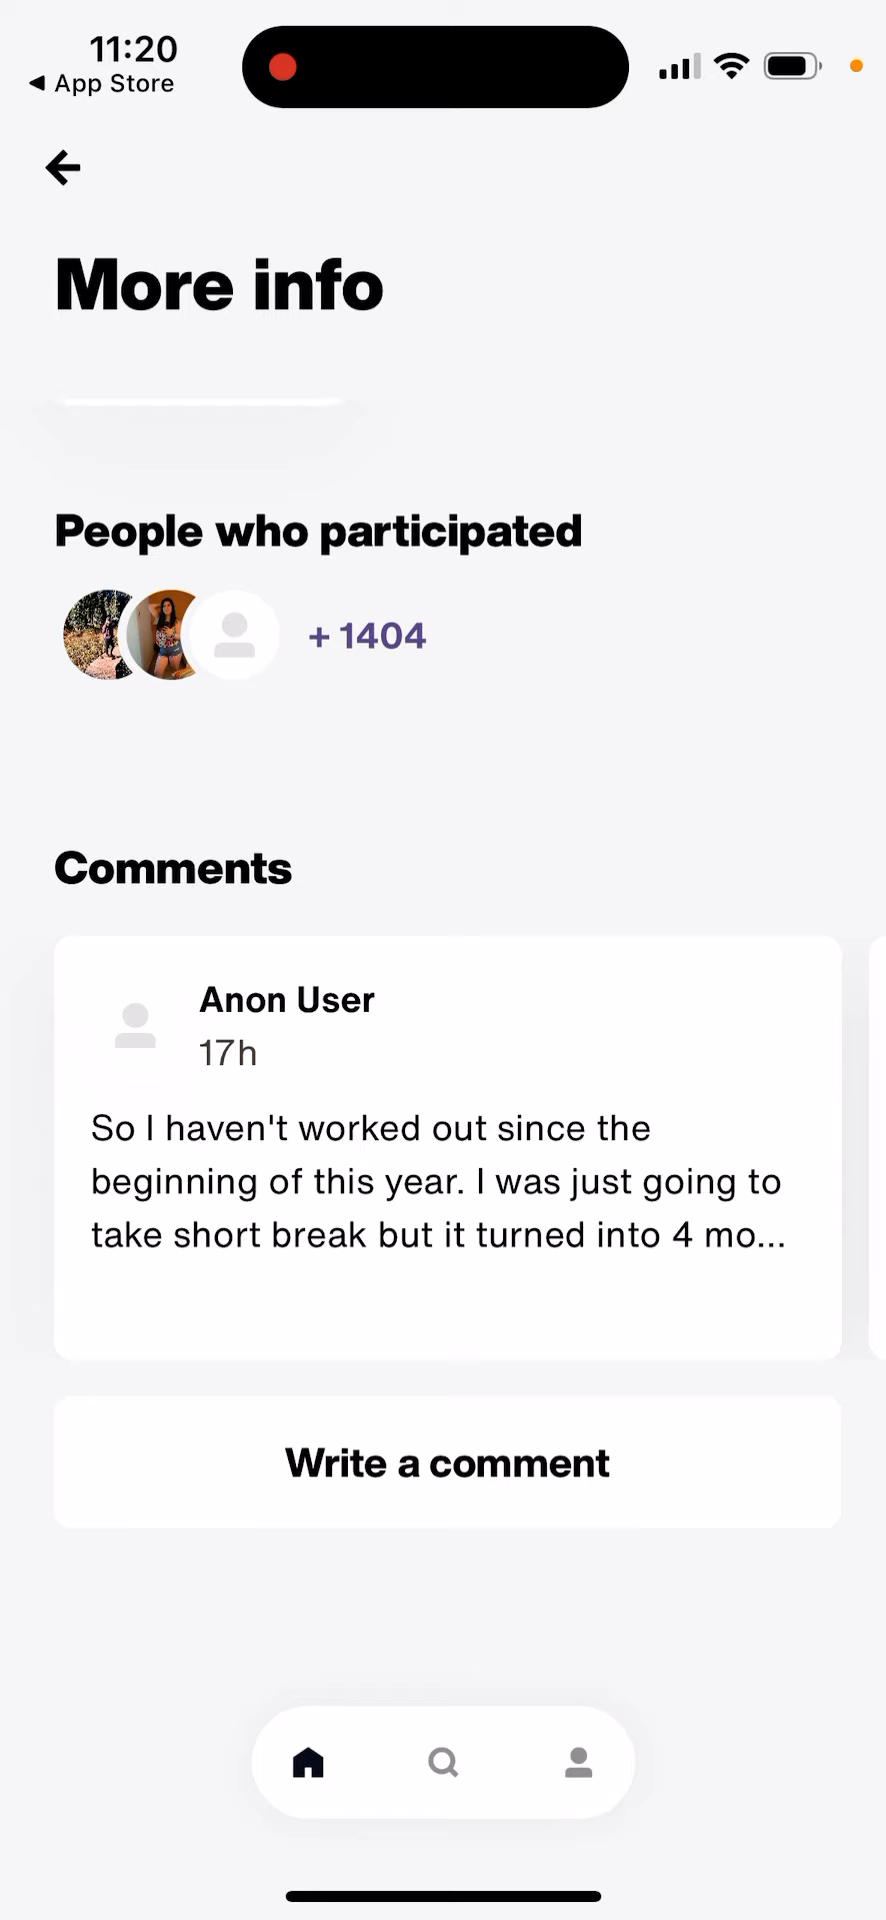 11:20
App Store
More info
People who participated
+ 1404
Comments
Anon User
17h
So I haven't worked out since the
beginning of this year. I was just going to
take short break but it turned into 4 mo...
Write a comment